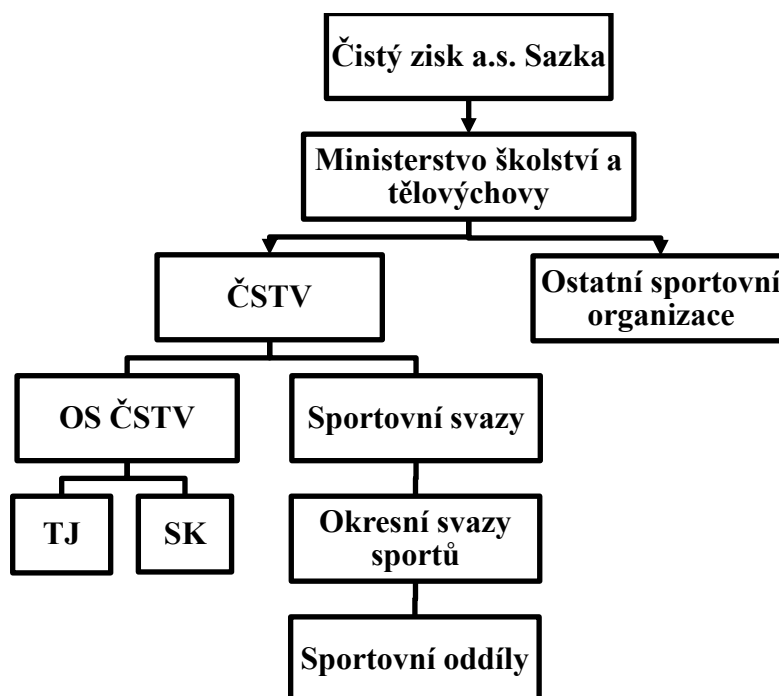 Čistý zisk a.s. Sazka
Ministerstvo školství a
tělovýchovy
ČSTV
Ostatní sportovní
organizace
OS ČSTV
Sportovní svazy
TJ
SK
Okresní svazy
sportů
Sportovní oddíly